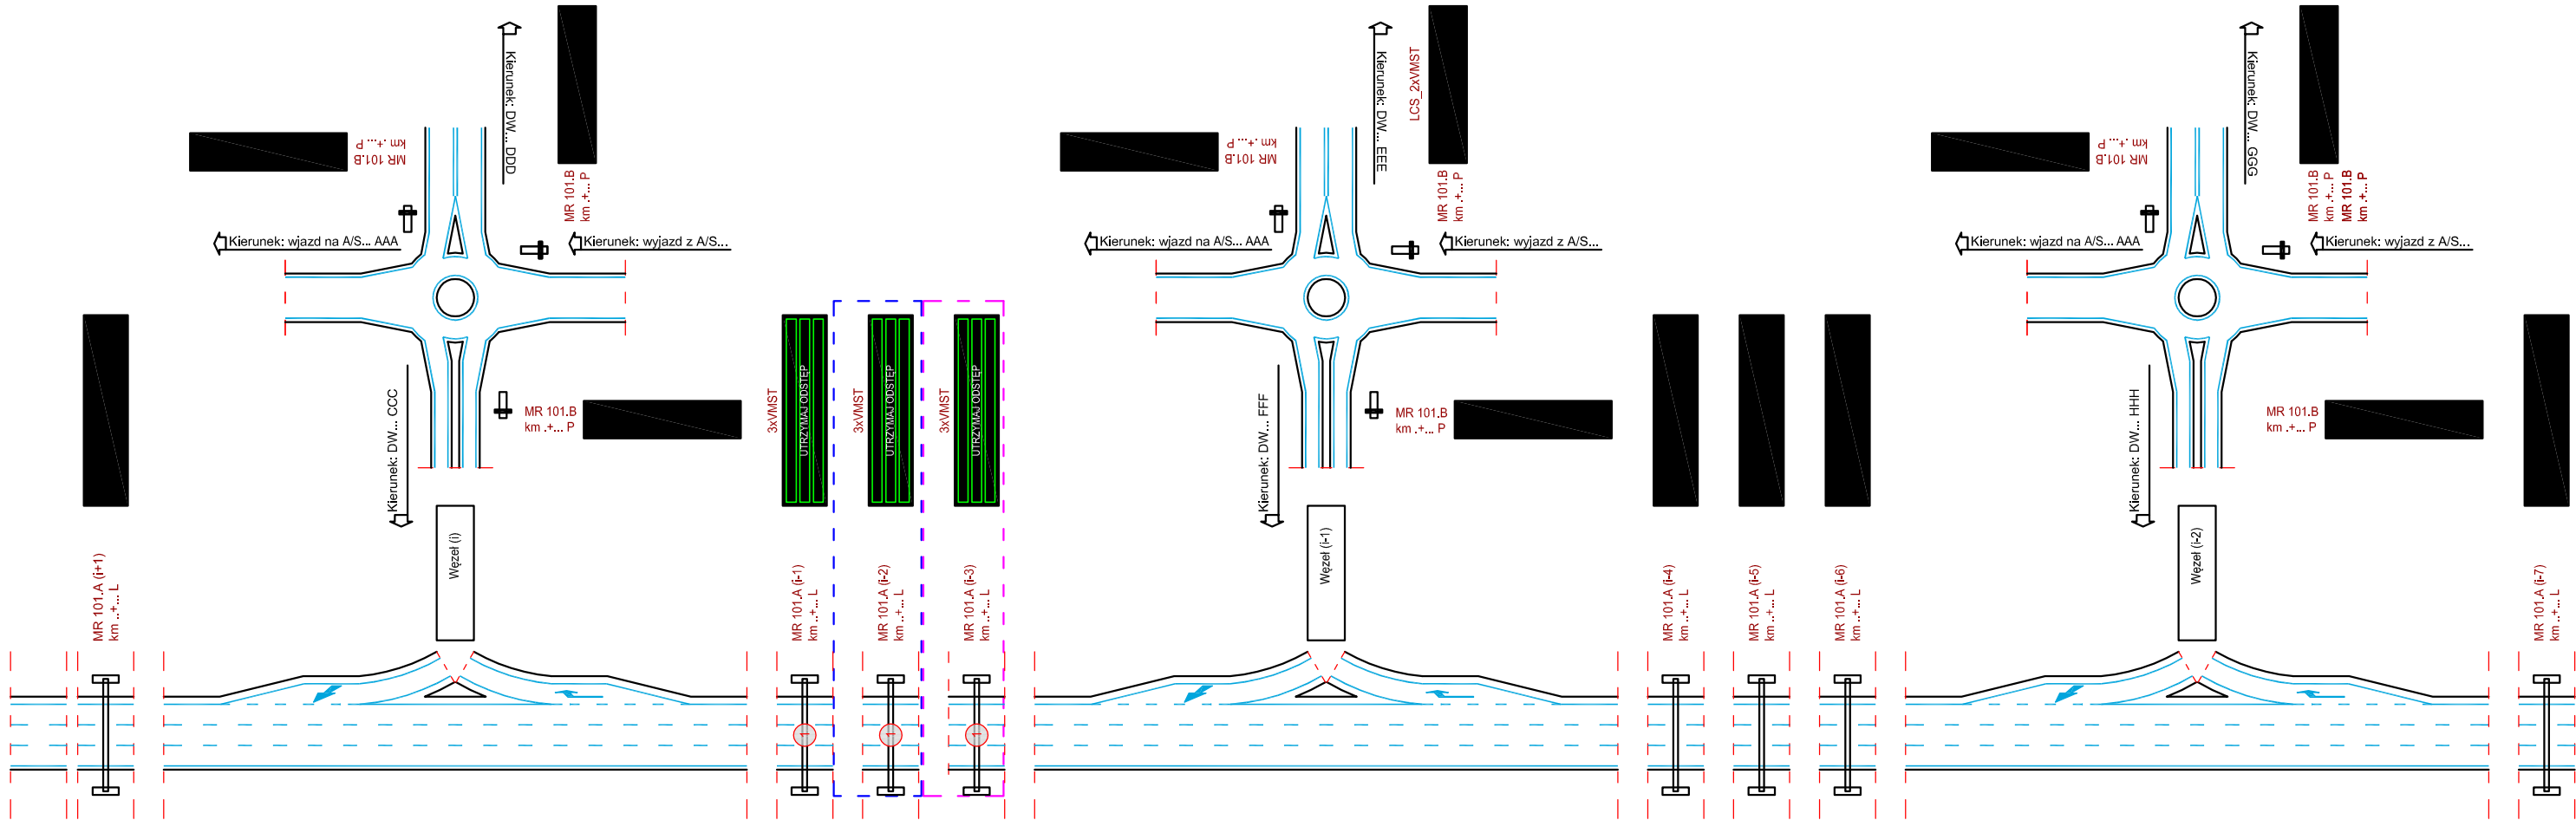 Kierunek: DW... DDD
MR 101.B
km .+... P
MR 101.B
km .+... P
Kierunek: wjazd na A/S... AAA
Kierunek: wyjazd z A/S...
Kierunek: DW... CCC
MR 101.B
km .+... P
Węzeł (i)
MR 101.A (i+1)
km ..+... L
3xVMST
UTRZYMAJ ODSTĘP
MR 101.A (i-1)
km ..+... L
1
3xVMST
UTRZYMAJ ODSTĘP
MR 101.A (i-2)
km ..+... L
1
3xVMST
UTRZYMAJ ODSTĘP
MR 101.A (i-3)
km ..+... L
1
Kierunek: DW... EEE
LCS_2xVMST
MR 101.B
km .+... P
MR 101.B
km .+... P
Kierunek: wjazd na A/S... AAA
Kierunek: wyjazd z A/S...
Kierunek: DW... FFF
MR 101.B
km .+... P
Węzeł (i-1)
MR 101.A (i-4)
km ..+... L
MR 101.A (i-5)
km ..+... L
MR 101.A (i-6)
km ..+... L
Kierunek: DW... GGG
MR 101.B
km .+... P
MR 101.B
km .+... P
MR 101.B
km .+... P
Kierunek: wjazd na A/S... AAA
Kierunek: wyjazd z A/S...
Kierunek: DW... HHH
MR 101.B
km .+... P
Węzeł (i-2)
MR 101.A (i-7)
km ..+... L